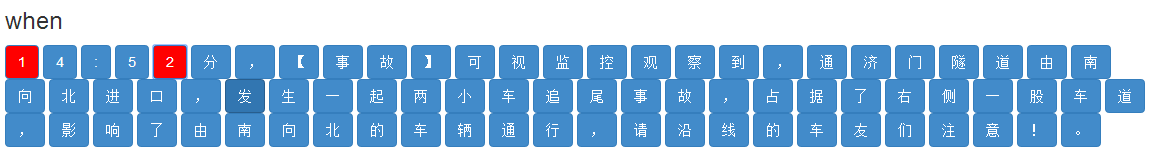 when
14:52分，【事故】可视监控观察到，通济门隧道由南
向北进口，发生一起两小车追尾事故，占据了右侧一股车道
，影响了由南向北的车辆通行，请沿线的车友们注意！。